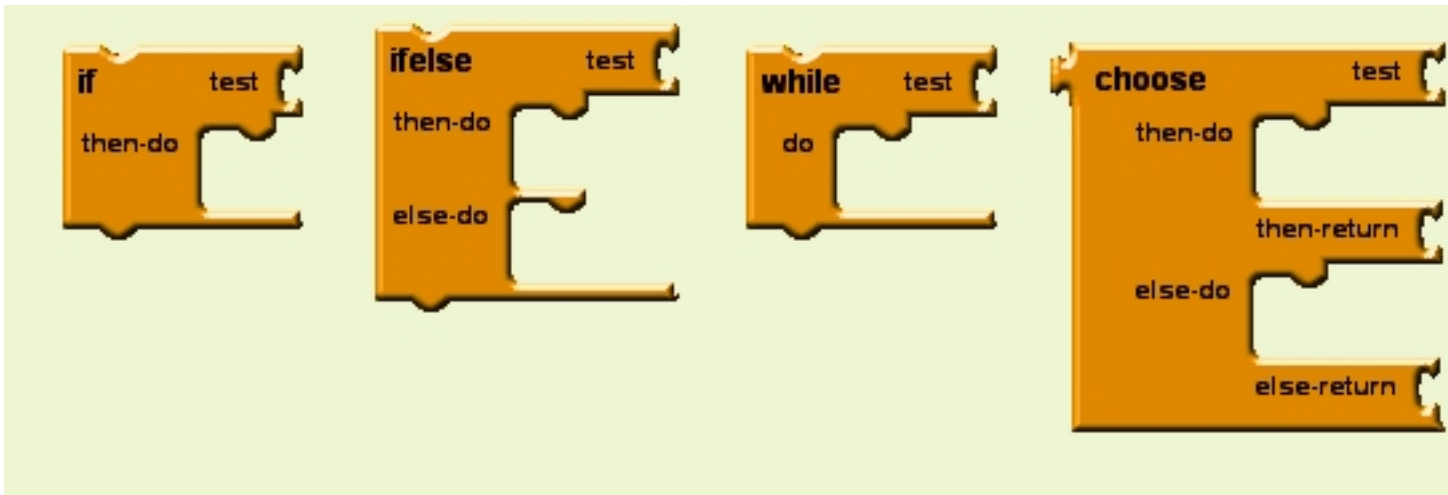 if test
then-do
ifelse test
then-do
else-do
while test
do
choose test
then-do
then-return
else-do
else-return